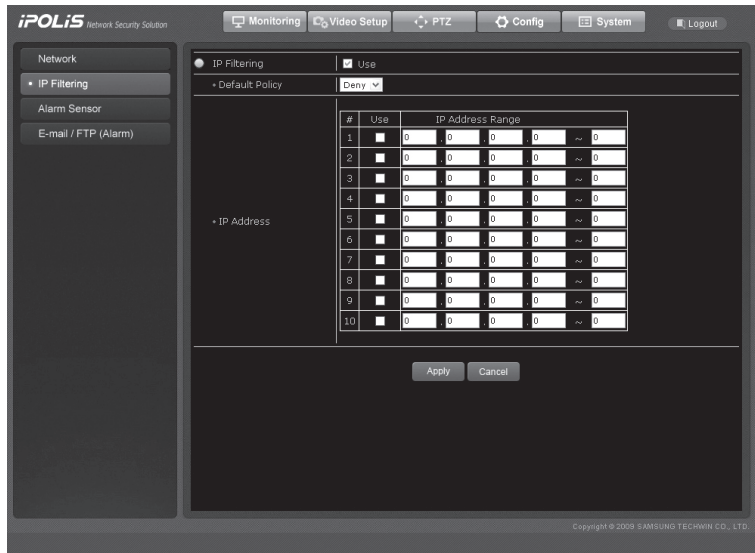 iPOLiS Network Security Solution
Monitoring Video Setup PTZ Config System Logout
Network
IP Filtering
Alarm Sensor
E-mail / FTP (Alarm)
IP Filtering Use
Default Policy Deny
IP Address
# Use IP Address Range
1 0 . 0 . 0 . 0 ~ 0
2 0 . 0 . 0 . 0 ~ 0
3 0 . 0 . 0 . 0 ~ 0
4 0 . 0 . 0 . 0 ~ 0
5 0 . 0 . 0 . 0 ~ 0
6 0 . 0 . 0 . 0 ~ 0
7 0 . 0 . 0 . 0 ~ 0
8 0 . 0 . 0 . 0 ~ 0
9 0 . 0 . 0 . 0 ~ 0
10 0 . 0 . 0 . 0 ~ 0
Apply Cancel
Copyright © 2009 SAMSUNG TECHWIN CO., LTD.